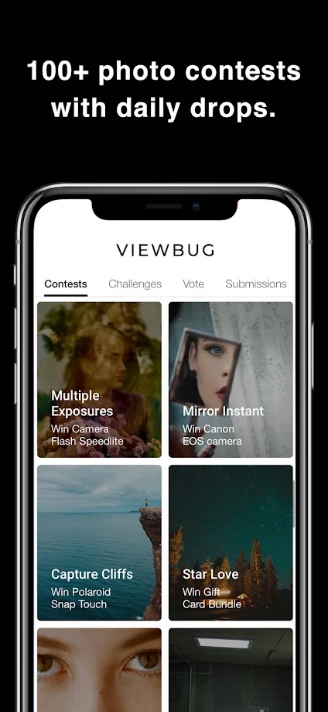 100+ photo contests
with daily drops.
VIEWBUG
Contests Challenges Vote Submissions
Multiple
Exposures
Win Camera
Flash Speedlite
Mirror Instant
Win Canon
EOS camera
Capture Cliffs
Win Polaroid
Snap Touch
Star Love
Win Gift
Card Bundle